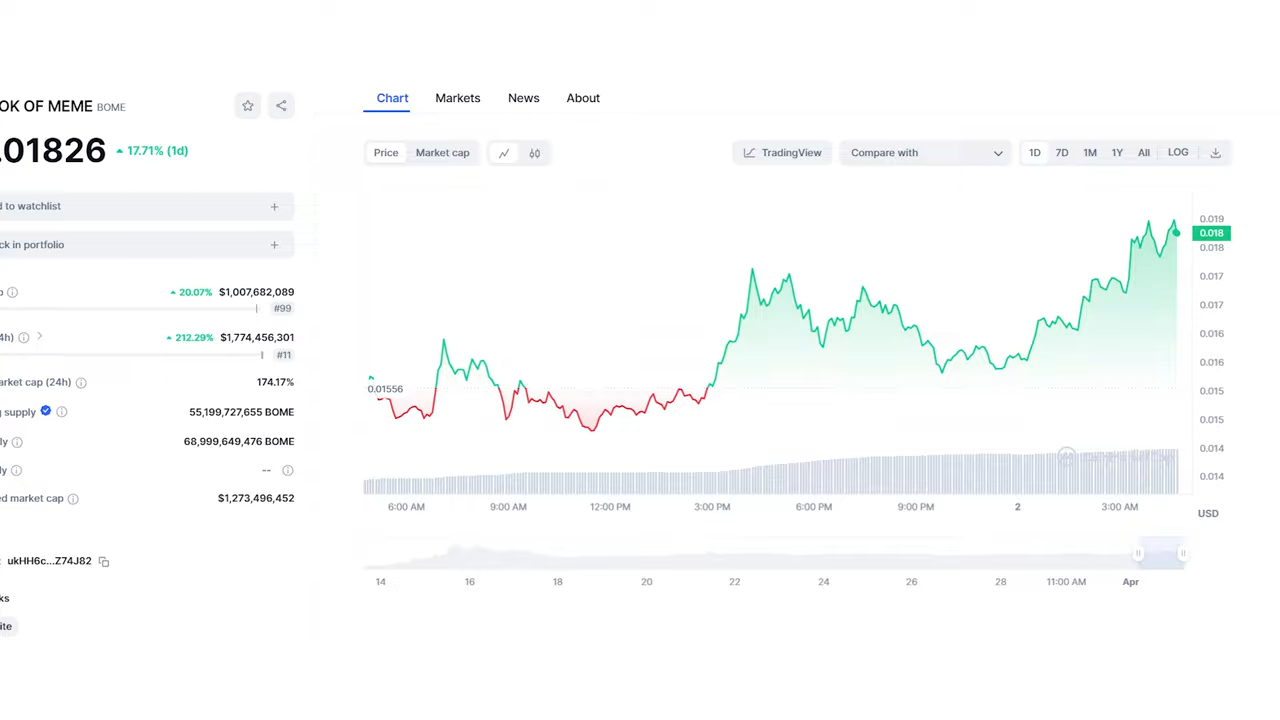 OK OF MEME BOME
.01826 17.71% (1d)
d to watchlist
ck in portfolio
p 20.07% $1,007,682,089
#99
4h) 212.29% $1,774,456,301
#11
arket cap (24h) 174.17%
g supply 55,199,727,655 BOME
ly 68,999,649,476 BOME
ly --
ed market cap $1,273,496,452
: ukHH6c...Z74J82
ks
ite
Chart Markets News About
Price Market cap TradingView Compare with 1D 7D 1M 1Y All LOG
0.019
0.018
0.018
0.017
0.017
0.016
0.016
0.01556
0.015
0.015
0.014
0.014
6:00 AM 9:00 AM 12:00 PM 3:00 PM 6:00 PM 9:00 PM 2 3:00 AM
USD
14 16 18 20 22 24 26 28 11:00 AM Apr